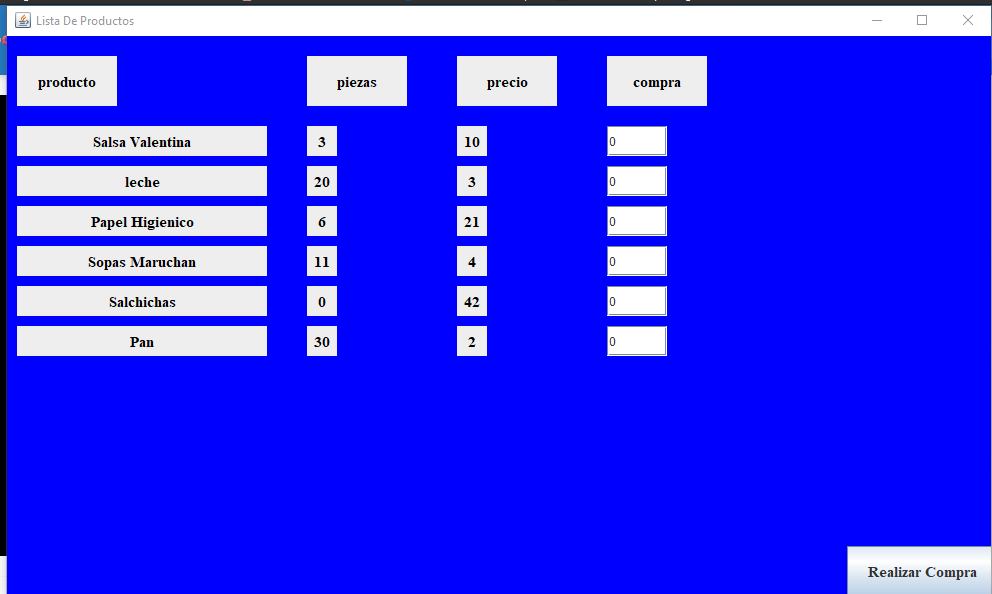 Lista De Productos
producto piezas precio compra
Salsa Valentina 3 10 0
leche 20 3 0
Papel Higienico 6 21 0
Sopas Maruchan 11 4 0
Salchichas 0 42 0
Pan 30 2 0
Realizar Compra